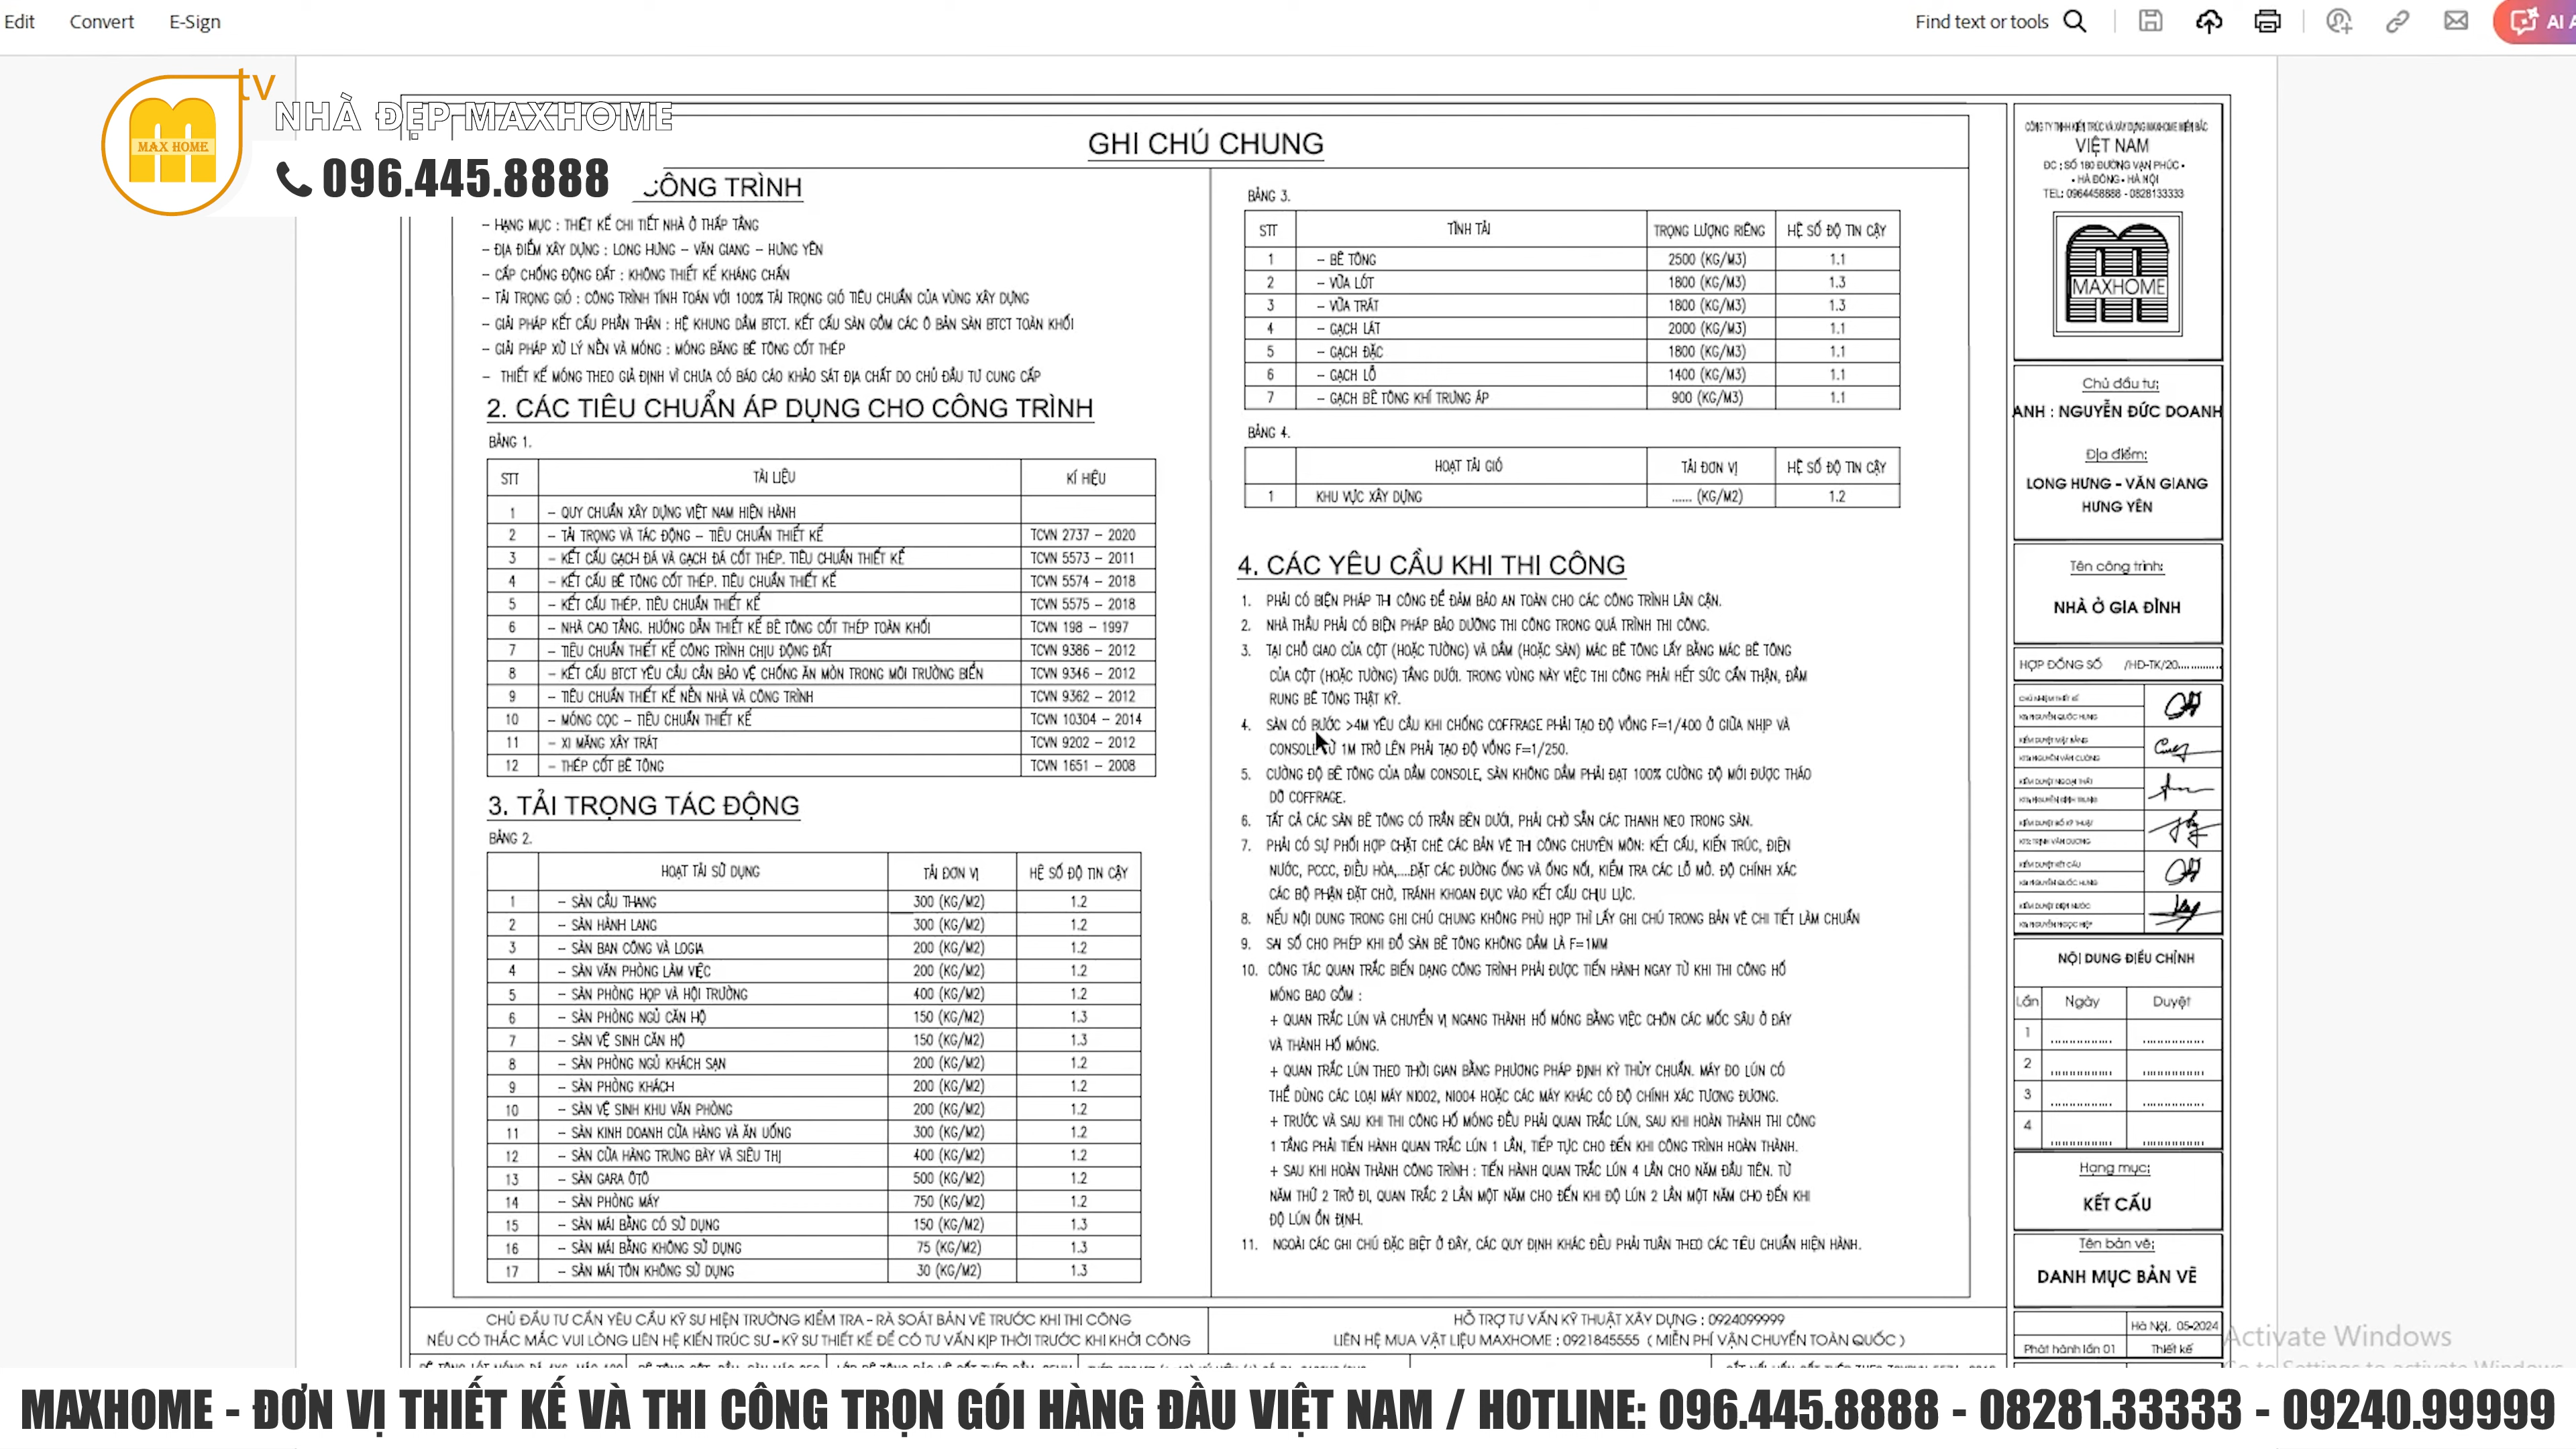 Edit Convert E-Sign
Find text or tools
tv
NHÀ ĐẸP MAXHOME
MAX HOME
096.445.8888
GHI CHÚ CHUNG
CÔNG TRÌNH
- HẠNG MỤC : THIẾT KẾ CHI TIẾT NHÀ Ở THẤP TẦNG
- ĐỊA ĐIỂM XÂY DỰNG : LONG HƯNG - VĂN GIANG - HƯNG YÊN
- CẤP CHỐNG ĐỘNG ĐẤT : KHÔNG THIẾT KẾ KHÁNG CHẤN
- TẢI TRỌNG GIÓ : CÔNG TRÌNH TÍNH TOÁN VỚI 100% TẢI TRỌNG GIÓ TIÊU CHUẨN CỦA VÙNG XÂY DỰNG
- GIẢI PHÁP KẾT CẤU PHẦN THÂN : HỆ KHUNG DẦM BTCT. KẾT CẤU SÀN GỒM CÁC Ô BẢN SÀN BTCT TOÀN KHỐI
- GIẢI PHÁP XỬ LÝ NỀN VÀ MÓNG : MÓNG BĂNG BÊ TÔNG CỐT THÉP
- THIẾT KẾ MÓNG THEO GIẢ ĐỊNH VÌ CHƯA CÓ BÁO CÁO KHẢO SÁT ĐỊA CHẤT DO CHỦ ĐẦU TƯ CUNG CẤP
2. CÁC TIÊU CHUẨN ÁP DỤNG CHO CÔNG TRÌNH
BẢNG 1.
STT TÀI LIỆU KÍ HIỆU
1 - QUY CHUẨN XÂY DỰNG VIỆT NAM HIỆN HÀNH
2 - TẢI TRỌNG VÀ TÁC ĐỘNG - TIÊU CHUẨN THIẾT KẾ TCVN 2737 - 2020
3 - KẾT CẤU GẠCH ĐÁ VÀ GẠCH ĐÁ CỐT THÉP. TIÊU CHUẨN THIẾT KẾ TCVN 5573 - 2011
4 - KẾT CẤU BÊ TÔNG CỐT THÉP. TIÊU CHUẨN THIẾT KẾ TCVN 5574 - 2018
5 - KẾT CẤU THÉP. TIÊU CHUẨN THIẾT KẾ TCVN 5575 - 2018
6 - NHÀ CAO TẦNG. HƯỚNG DẪN THIẾT KẾ BÊ TÔNG CỐT THÉP TOÀN KHỐI TCVN 198 - 1997
7 - TIÊU CHUẨN THIẾT KẾ CÔNG TRÌNH CHỊU ĐỘNG ĐẤT TCVN 9386 - 2012
8 - KẾT CẤU BTCT YÊU CẦU CẦN BẢO VỆ CHỐNG ĂN MÒN TRONG MÔI TRƯỜNG BIỂN TCVN 9346 - 2012
9 - TIÊU CHUẨN THIẾT KẾ NỀN NHÀ VÀ CÔNG TRÌNH TCVN 9362 - 2012
10 - MÓNG CỌC - TIÊU CHUẨN THIẾT KẾ TCVN 10304 - 2014
11 - XI MĂNG XÂY TRÁT TCVN 9202 - 2012
12 - THÉP CỐT BÊ TÔNG TCVN 1651 - 2008
3. TẢI TRỌNG TÁC ĐỘNG
BẢNG 2.
HOẠT TẢI SỬ DỤNG TẢI ĐƠN VỊ HỆ SỐ ĐỘ TIN CẬY
1 - SÀN CẦU THANG 300 (KG/M2) 1.2
2 - SÀN HÀNH LANG 300 (KG/M2) 1.2
3 - SÀN BAN CÔNG VÀ LOGIA 200 (KG/M2) 1.2
4 - SÀN VĂN PHÒNG LÀM VIỆC 200 (KG/M2) 1.2
5 - SÀN PHÒNG HỌP VÀ HỘI TRƯỜNG 400 (KG/M2) 1.2
6 - SÀN PHÒNG NGỦ CĂN HỘ 150 (KG/M2) 1.3
7 - SÀN VỆ SINH CĂN HỘ 150 (KG/M2) 1.3
8 - SÀN PHÒNG NGỦ KHÁCH SẠN 200 (KG/M2) 1.2
9 - SÀN PHÒNG KHÁCH 200 (KG/M2) 1.2
10 - SÀN VỆ SINH KHU VĂN PHÒNG 200 (KG/M2) 1.2
11 - SÀN KINH DOANH CỬA HÀNG VÀ ĂN UỐNG 300 (KG/M2) 1.2
12 - SÀN CỬA HÀNG TRƯNG BÀY VÀ SIÊU THỊ 400 (KG/M2) 1.2
13 - SÀN GARA ÔTÔ 500 (KG/M2) 1.2
14 - SÀN PHÒNG MÁY 750 (KG/M2) 1.2
15 - SÀN MÁI BẰNG CÓ SỬ DỤNG 150 (KG/M2) 1.3
16 - SÀN MÁI BẰNG KHÔNG SỬ DỤNG 75 (KG/M2) 1.3
17 - SÀN MÁI TÔN KHÔNG SỬ DỤNG 30 (KG/M2) 1.3
BẢNG 3.
STT TĨNH TẢI TRỌNG LƯỢNG RIÊNG HỆ SỐ ĐỘ TIN CẬY
1 - BÊ TÔNG 2500 (KG/M3) 1.1
2 - VỮA LÓT 1800 (KG/M3) 1.3
3 - VỮA TRÁT 1800 (KG/M3) 1.3
4 - GẠCH LÁT 2000 (KG/M3) 1.1
5 - GẠCH ĐẶC 1800 (KG/M3) 1.1
6 - GẠCH LỖ 1400 (KG/M3) 1.1
7 - GẠCH BÊ TÔNG KHÍ TRƯNG ÁP 900 (KG/M3) 1.1
BẢNG 4.
HOẠT TẢI GIÓ TẢI ĐƠN VỊ HỆ SỐ ĐỘ TIN CẬY
1 KHU VỰC XÂY DỰNG ...... (KG/M2) 1.2
4. CÁC YÊU CẦU KHI THI CÔNG
1. PHẢI CÓ BIỆN PHÁP THI CÔNG ĐỂ ĐẢM BẢO AN TOÀN CHO CÁC CÔNG TRÌNH LÂN CẬN.
2. NHÀ THẦU PHẢI CÓ BIỆN PHÁP BẢO DƯỠNG THI CÔNG TRONG QUÁ TRÌNH THI CÔNG.
3. TẠI CHỖ GIAO CỦA CỘT (HOẶC TƯỜNG) VÀ DẦM (HOẶC SÀN) MÁC BÊ TÔNG LẤY BẰNG MÁC BÊ TÔNG
CỦA CỘT (HOẶC TƯỜNG) TẦNG DƯỚI. TRONG VÙNG NÀY VIỆC THI CÔNG PHẢI HẾT SỨC CẨN THẬN, ĐẦM
RUNG BÊ TÔNG THẬT KỸ.
4. SÀN CÓ BƯỚC >4M YÊU CẦU KHI CHỐNG COFFRAGE PHẢI TẠO ĐỘ VỒNG F=1/400 Ở GIỮA NHỊP VÀ
CONSOLE TỪ 1M TRỞ LÊN PHẢI TẠO ĐỘ VỒNG F=1/250.
5. CƯỜNG ĐỘ BÊ TÔNG CỦA DẦM CONSOLE, SÀN KHÔNG DẦM PHẢI ĐẠT 100% CƯỜNG ĐỘ MỚI ĐƯỢC THÁO
DỠ COFFRAGE.
6. TẤT CẢ CÁC SÀN BÊ TÔNG CÓ TRẦN BÊN DƯỚI, PHẢI CHỜ SẴN CÁC THANH NEO TRONG SÀN.
7. PHẢI CÓ SỰ PHỐI HỢP CHẶT CHẼ CÁC BẢN VẼ THI CÔNG CHUYÊN MÔN: KẾT CẤU, KIẾN TRÚC, ĐIỆN
NƯỚC, PCCC, ĐIỀU HÒA,....ĐẶT CÁC ĐƯỜNG ỐNG VÀ ỐNG NỐI, KIỂM TRA CÁC LỖ MỞ. ĐỘ CHÍNH XÁC
CÁC BỘ PHẬN ĐẶT CHỜ, TRÁNH KHOAN ĐỤC VÀO KẾT CẤU CHỊU LỰC.
8. NẾU NỘI DUNG TRONG GHI CHÚ CHUNG KHÔNG PHÙ HỢP THÌ LẤY GHI CHÚ TRONG BẢN VẼ CHI TIẾT LÀM CHUẨN
9. SAI SỐ CHO PHÉP KHI ĐỔ SÀN BÊ TÔNG KHÔNG DẦM LÀ F=1MM
10. CÔNG TÁC QUAN TRẮC BIẾN DẠNG CÔNG TRÌNH PHẢI ĐƯỢC TIẾN HÀNH NGAY TỪ KHI THI CÔNG HỐ
MÓNG BAO GỒM :
+ QUAN TRẮC LÚN VÀ CHUYỂN VỊ NGANG THÀNH HỐ MÓNG BẰNG VIỆC CHÔN CÁC MỐC SÂU Ở ĐÁY
VÀ THÀNH HỐ MÓNG.
+ QUAN TRẮC LÚN THEO THỜI GIAN BẰNG PHƯƠNG PHÁP ĐỊNH KỲ THỦY CHUẨN. MÁY ĐO LÚN CÓ
THỂ DÙNG CÁC LOẠI MÁY NI002, NI004 HOẶC CÁC MÁY KHÁC CÓ ĐỘ CHÍNH XÁC TƯƠNG ĐƯƠNG.
+ TRƯỚC VÀ SAU KHI THI CÔNG HỐ MÓNG ĐỀU PHẢI QUAN TRẮC LÚN, SAU KHI HOÀN THÀNH THI CÔNG
1 TẦNG PHẢI TIẾN HÀNH QUAN TRẮC LÚN 1 LẦN, TIẾP TỤC CHO ĐẾN KHI CÔNG TRÌNH HOÀN THÀNH.
+ SAU KHI HOÀN THÀNH CÔNG TRÌNH : TIẾN HÀNH QUAN TRẮC LÚN 4 LẦN CHO NĂM ĐẦU TIÊN. TỪ
NĂM THỨ 2 TRỞ ĐI, QUAN TRẮC 2 LẦN MỘT NĂM CHO ĐẾN KHI ĐỘ LÚN 2 LẦN MỘT NĂM CHO ĐẾN KHI
ĐỘ LÚN ỔN ĐỊNH.
11. NGOÀI CÁC GHI CHÚ ĐẶC BIỆT Ở ĐÂY, CÁC QUY ĐỊNH KHÁC ĐỀU PHẢI TUÂN THEO CÁC TIÊU CHUẨN HIỆN HÀNH.
CÔNG TY TNHH KIẾN TRÚC VÀ XÂY DỰNG MAXHOME MIỀN BẮC
VIỆT NAM
ĐC : SỐ 180 ĐƯỜNG VẠN PHÚC -
- HÀ ĐÔNG - HÀ NỘI
TEL: 0964458888 - 0828133333
MAXHOME
Chủ đầu tư:
ANH : NGUYỄN ĐỨC DOANH
Địa điểm:
LONG HƯNG - VĂN GIANG
HƯNG YÊN
Tên công trình:
NHÀ Ở GIA ĐÌNH
HỢP ĐỒNG SỐ /HĐ-TK/20............
NỘI DUNG ĐIỀU CHỈNH
Lần Ngày Duyệt
1
2
3
4
Hạng mục:
KẾT CẤU
Tên bản vẽ:
DANH MỤC BẢN VẼ
Hà Nội, 05-2024
Phát hành lần 01 Thiết kế
CHỦ ĐẦU TƯ CẦN YÊU CẦU KỸ SƯ HIỆN TRƯỜNG KIỂM TRA - RÀ SOÁT BẢN VẼ TRƯỚC KHI THI CÔNG
NẾU CÓ THẮC MẮC VUI LÒNG LIÊN HỆ KIẾN TRÚC SƯ - KỸ SƯ THIẾT KẾ ĐỂ CÓ TƯ VẤN KỊP THỜI TRƯỚC KHI KHỞI CÔNG
HỖ TRỢ TƯ VẤN KỸ THUẬT XÂY DỰNG : 0924099999
LIÊN HỆ MUA VẬT LIỆU MAXHOME : 0921845555 ( MIỄN PHÍ VẬN CHUYỂN TOÀN QUỐC )
Activate Windows
MAXHOME - ĐƠN VỊ THIẾT KẾ VÀ THI CÔNG TRỌN GÓI HÀNG ĐẦU VIỆT NAM / HOTLINE: 096.445.8888 - 08281.33333 - 09240.99999